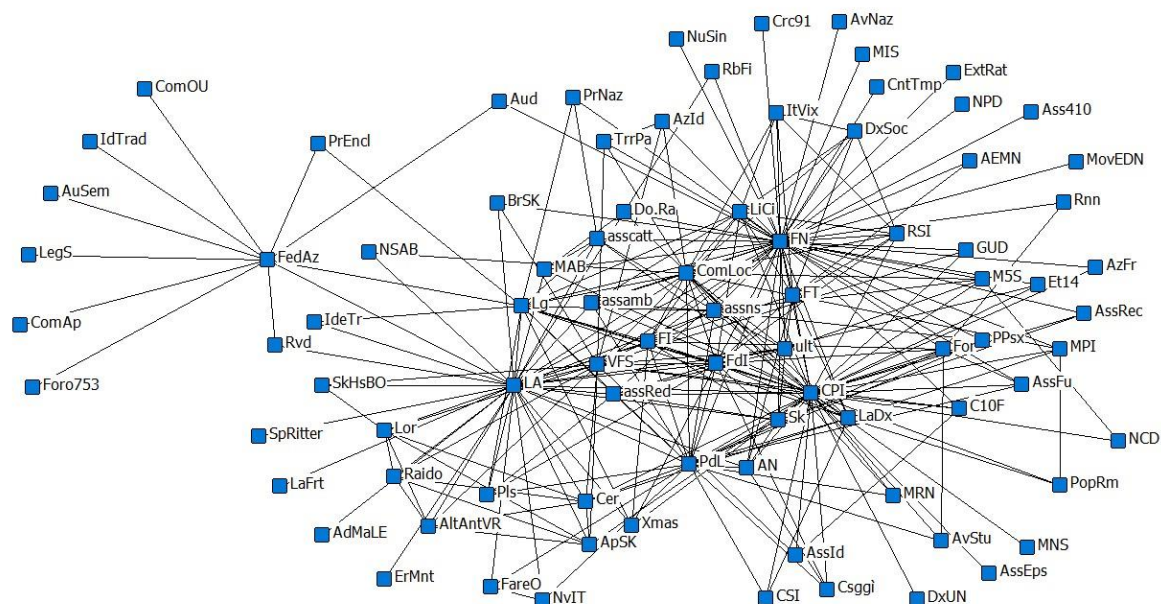 Crc91
AvNaz
NuSin
MIS
RbFi
ExtRat
CntTmp
ComOU
Aud
PrNaz
NPD
ItVix
Ass410
AzId
DxSoc
IdTrad
PrEncl
TrrPa
AEMN
MovEDN
AuSem
BrSK
Rnn
Do.Ra
LiCi
RSI
asscatt
FN
LegS
FedAz
NSAB
GUD
MAB
ComLoc
AzFr
M5S
Et14
FT
assamb
Lg
assns
AssRec
ComAp
IdeTr
Rvd
FI
ult
For
PPsx
MPI
VFS
FdI
Foro753
SkHsBO
LA
assRed
CPI
AssFu
C10F
Sk
LaDx
SpRitter
Lor
NCD
PdL
AN
Raido
LaFrt
PopRm
Pls
Cer
MRN
AltAntVR
Xmas
AdMaLE
ApSK
AvStu
MNS
AssId
AssEps
ErMnt
FareO
Csggì
NvIT
CSI
DxUN